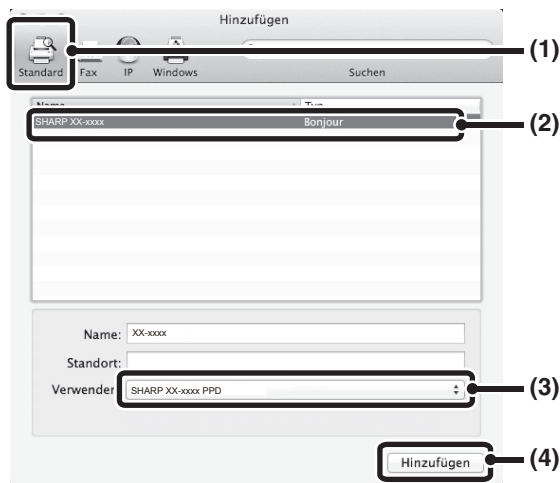 Hinzufügen
(1)
Standard Fax IP Windows Suchen
Name Typ
SHARP XX-xxxx Bonjour
(2)
Name: XX-xxxx
Standort:
Verwenden SHARP XX-xxxx PPD
(3)
Hinzufügen
(4)